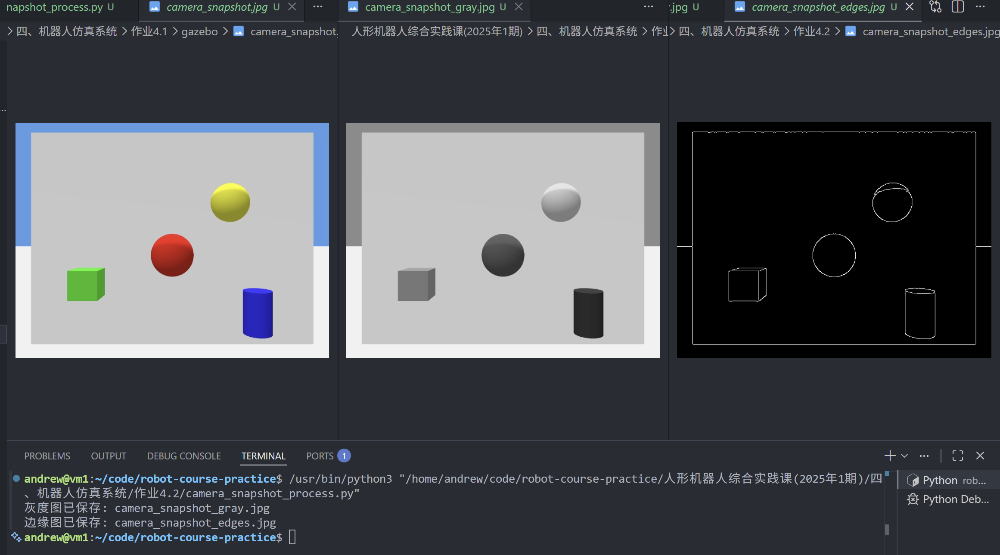 napshot_process.py U
camera_snapshot.jpg U
camera_snapshot_gray.jpg U
.jpg U
camera_snapshot_edges.jpg U
四、机器人仿真系统 > 作业4.1 > gazebo > camera_snapshot.
人形机器人综合实践课(2025年1期) > 四、机器人仿真系统 > 作业
四、机器人仿真系统 > 作业4.2 > camera_snapshot_edges.jpg
PROBLEMS OUTPUT DEBUG CONSOLE TERMINAL PORTS 1
andrew@vm1:~/code/robot-course-practice$ /usr/bin/python3 "/home/andrew/code/robot-course-practice/人形机器人综合实践课(2025年1期)/四
、机器人仿真系统/作业4.2/camera_snapshot_process.py"
灰度图已保存: camera_snapshot_gray.jpg
边缘图已保存: camera_snapshot_edges.jpg
andrew@vm1:~/code/robot-course-practice$
Python rob...
Python Deb...